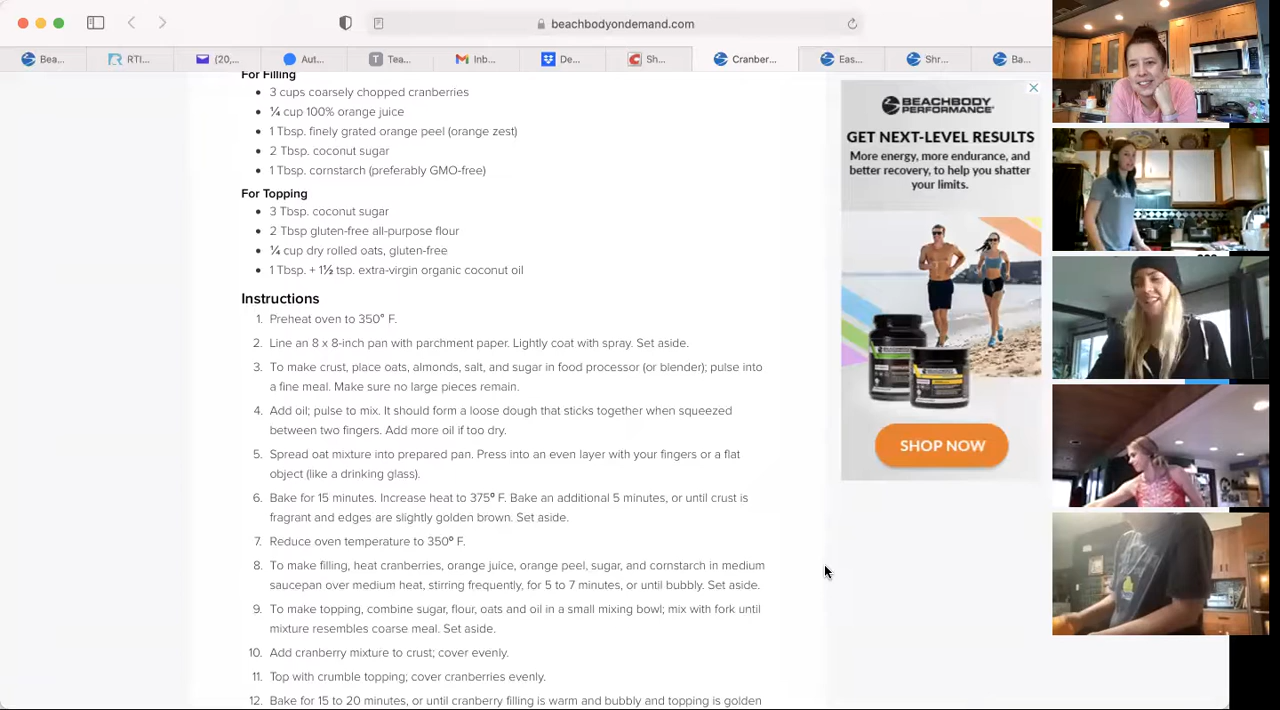 beachbodyondemand.com
Bea...
RTI...
(20,...
Aut...
Tea...
Inb...
De...
Sh...
Cranber...
Eas...
Shr...
Ba...
For Filling
3 cups coarsely chopped cranberries
¼ cup 100% orange juice
1 Tbsp. finely grated orange peel (orange zest)
2 Tbsp. coconut sugar
1 Tbsp. cornstarch (preferably GMO-free)
For Topping
3 Tbsp. coconut sugar
2 Tbsp gluten-free all-purpose flour
¼ cup dry rolled oats, gluten-free
1 Tbsp. + 1½ tsp. extra-virgin organic coconut oil
Instructions
1. Preheat oven to 350° F.
2. Line an 8 x 8-inch pan with parchment paper. Lightly coat with spray. Set aside.
3. To make crust, place oats, almonds, salt, and sugar in food processor (or blender); pulse into
a fine meal. Make sure no large pieces remain.
4. Add oil; pulse to mix. It should form a loose dough that sticks together when squeezed
between two fingers. Add more oil if too dry.
5. Spread oat mixture into prepared pan. Press into an even layer with your fingers or a flat
object (like a drinking glass).
6. Bake for 15 minutes. Increase heat to 375º F. Bake an additional 5 minutes, or until crust is
fragrant and edges are slightly golden brown. Set aside.
7. Reduce oven temperature to 350º F.
8. To make filling, heat cranberries, orange juice, orange peel, sugar, and cornstarch in medium
saucepan over medium heat, stirring frequently, for 5 to 7 minutes, or until bubbly. Set aside.
9. To make topping, combine sugar, flour, oats and oil in a small mixing bowl; mix with fork until
mixture resembles coarse meal. Set aside.
10. Add cranberry mixture to crust; cover evenly.
11. Top with crumble topping; cover cranberries evenly.
12. Bake for 15 to 20 minutes, or until cranberry filling is warm and bubbly and topping is golden
BEACHBODY
PERFORMANCE
GET NEXT-LEVEL RESULTS
More energy, more endurance, and
better recovery, to help you shatter
your limits.
SHOP NOW